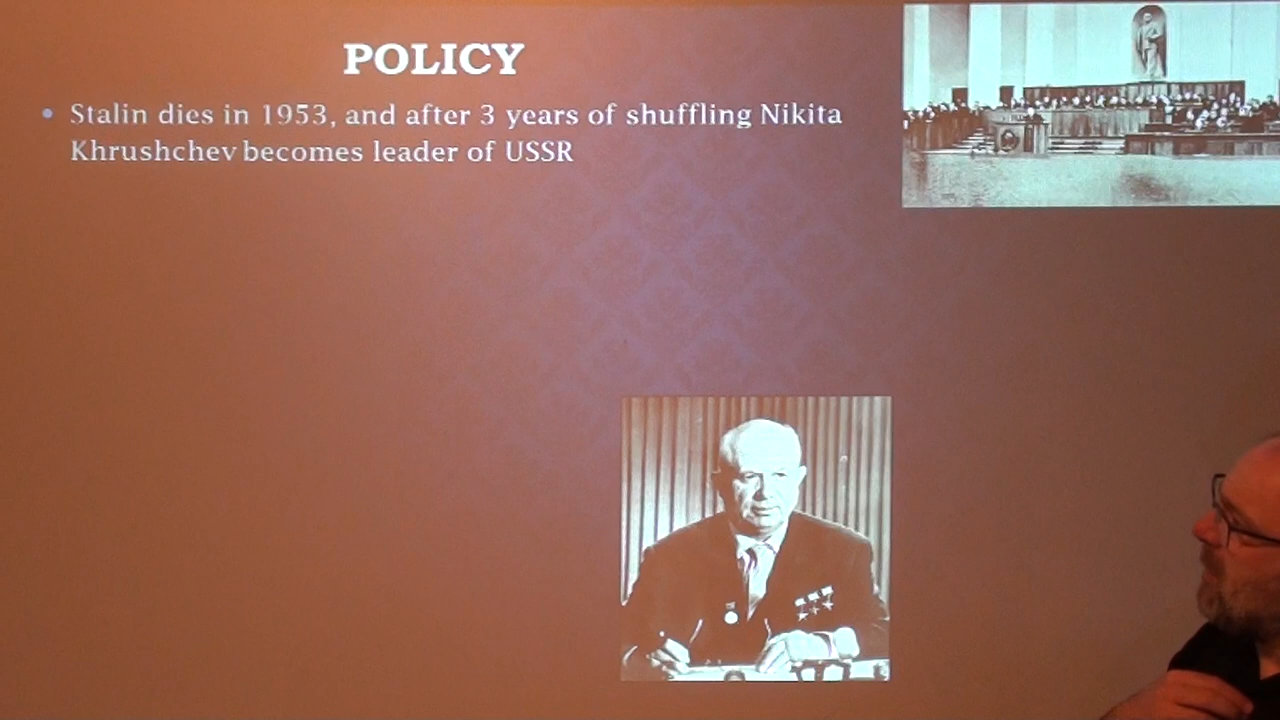 POLICY
• Stalin dies in 1953, and after 3 years of shuffling Nikita
Khrushchev becomes leader of USSR